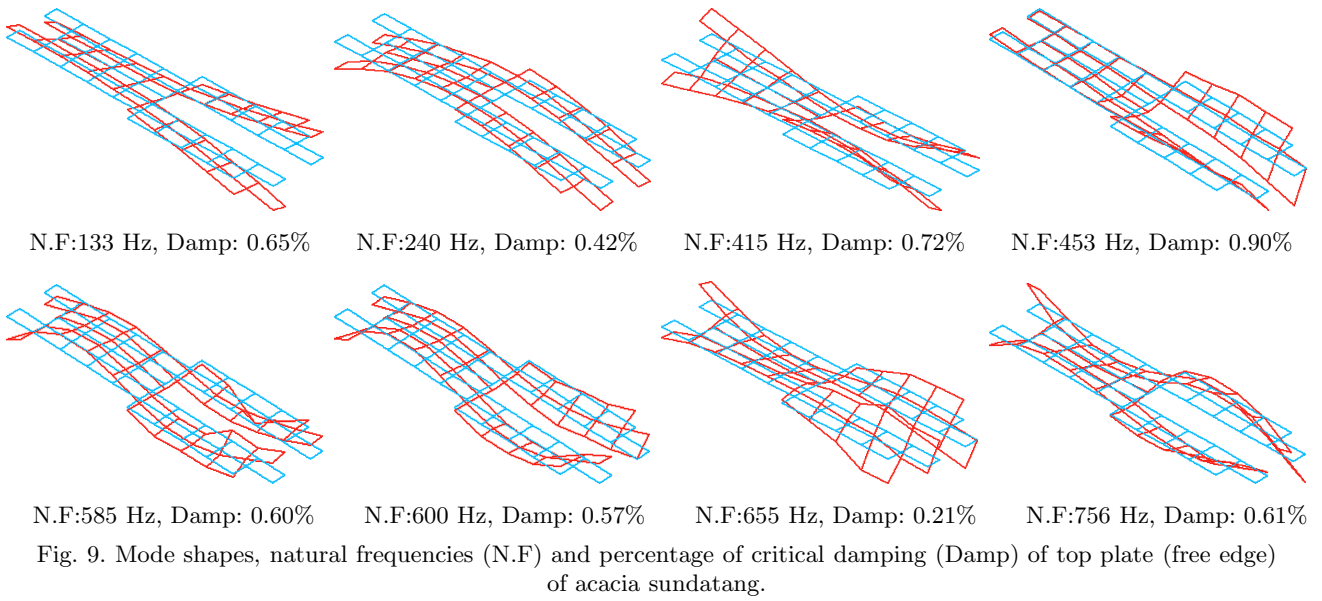 N.F:133 Hz, Damp: 0.65% N.F:240 Hz, Damp: 0.42% N.F:415 Hz, Damp: 0.72% N.F:453 Hz, Damp: 0.90%
N.F:585 Hz, Damp: 0.60% N.F:600 Hz, Damp: 0.57% N.F:655 Hz, Damp: 0.21% N.F:756 Hz, Damp: 0.61%
Fig. 9. Mode shapes, natural frequencies (N.F) and percentage of critical damping (Damp) of top plate (free edge)
of acacia sundatang.